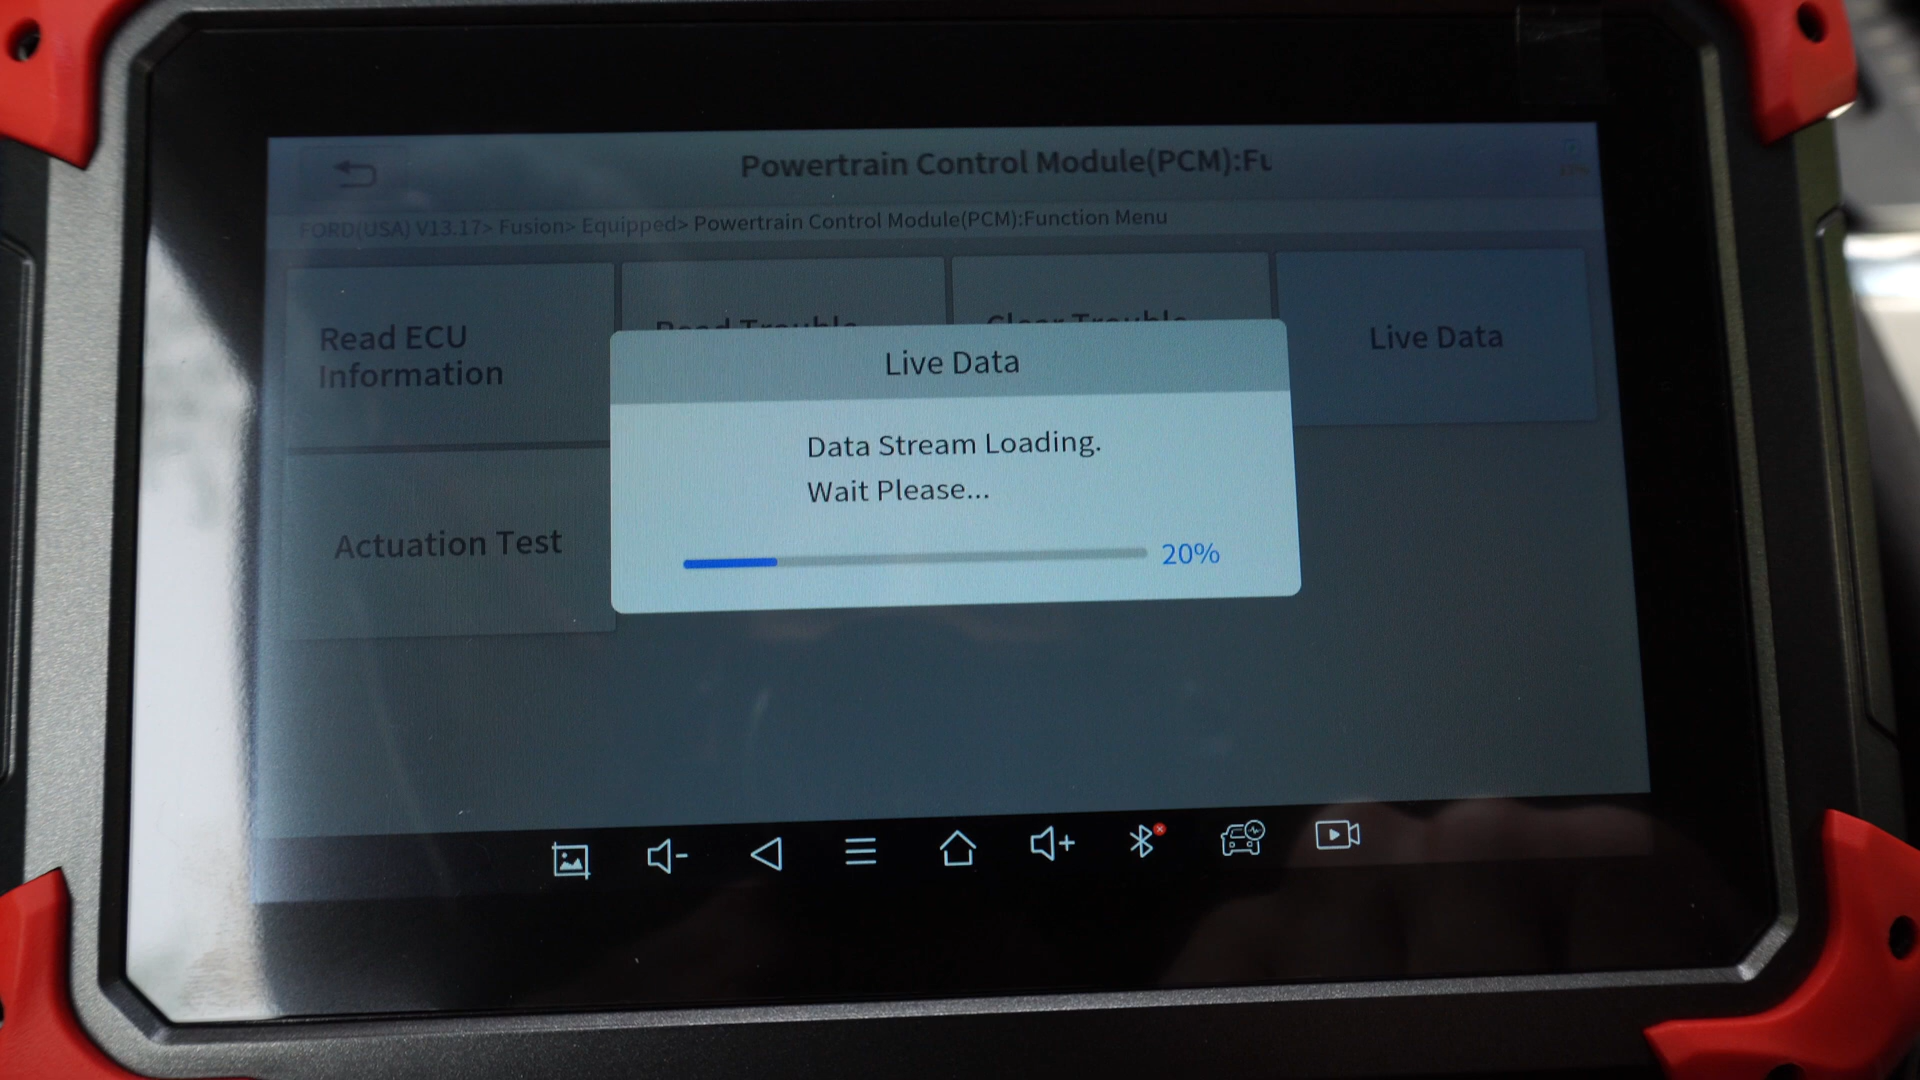 Powertrain Control Module(PCM):Fu
FORD(USA) V13.17> Fusion> Equipped> Powertrain Control Module(PCM):Function Menu
Read ECU
Information
Read Trouble
Clear Trouble
Live Data
Live Data
Data Stream Loading.
Wait Please...
20%
Actuation Test